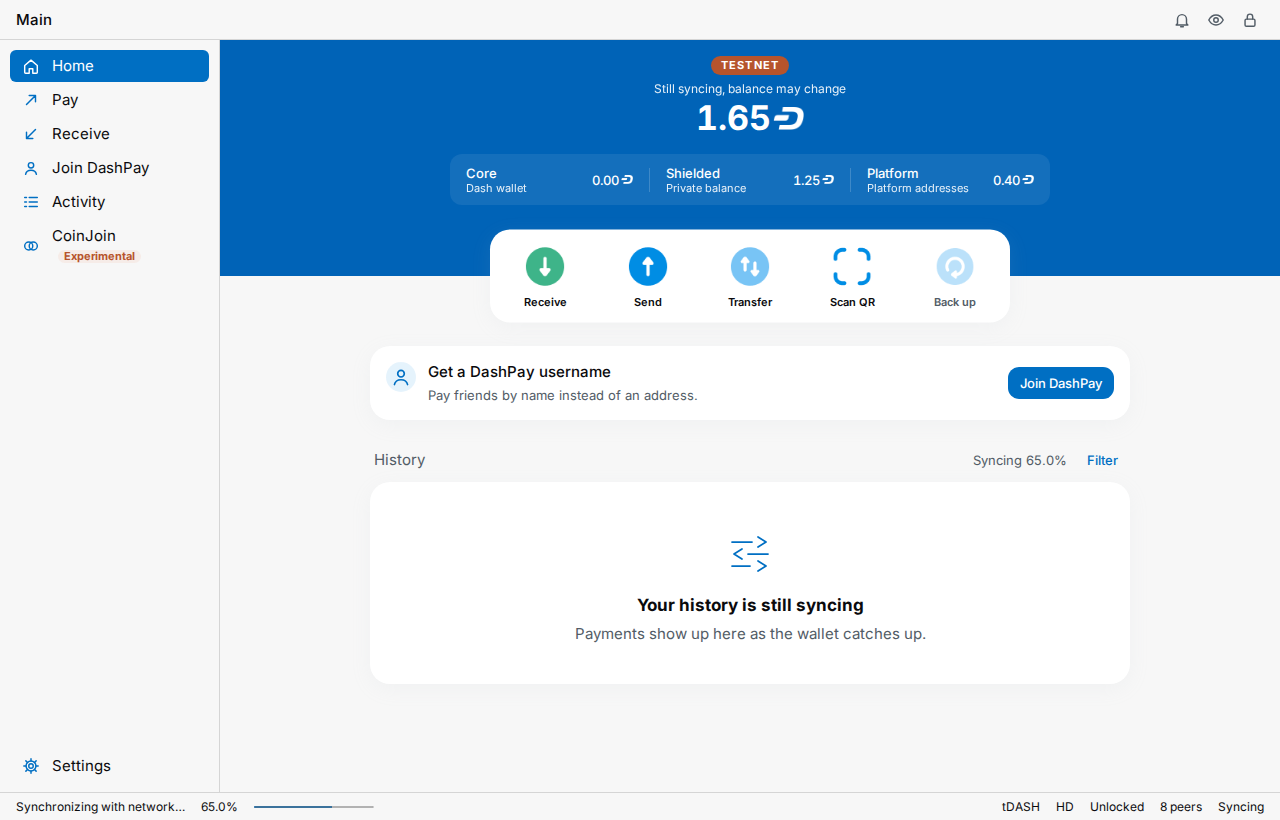 Main
Home
Pay
Receive
Join DashPay
Activity
CoinJoin
Experimental
Settings
TESTNET
Still syncing, balance may change
1.65
Core
Dash wallet
0.00
Shielded
Private balance
1.25
Platform
Platform addresses
0.40
Receive
Send
Transfer
Scan QR
Back up
Get a DashPay username
Pay friends by name instead of an address.
Join DashPay
History
Syncing 65.0%
Filter
Your history is still syncing
Payments show up here as the wallet catches up.
Synchronizing with network...
65.0%
tDASH
HD
Unlocked
8 peers
Syncing